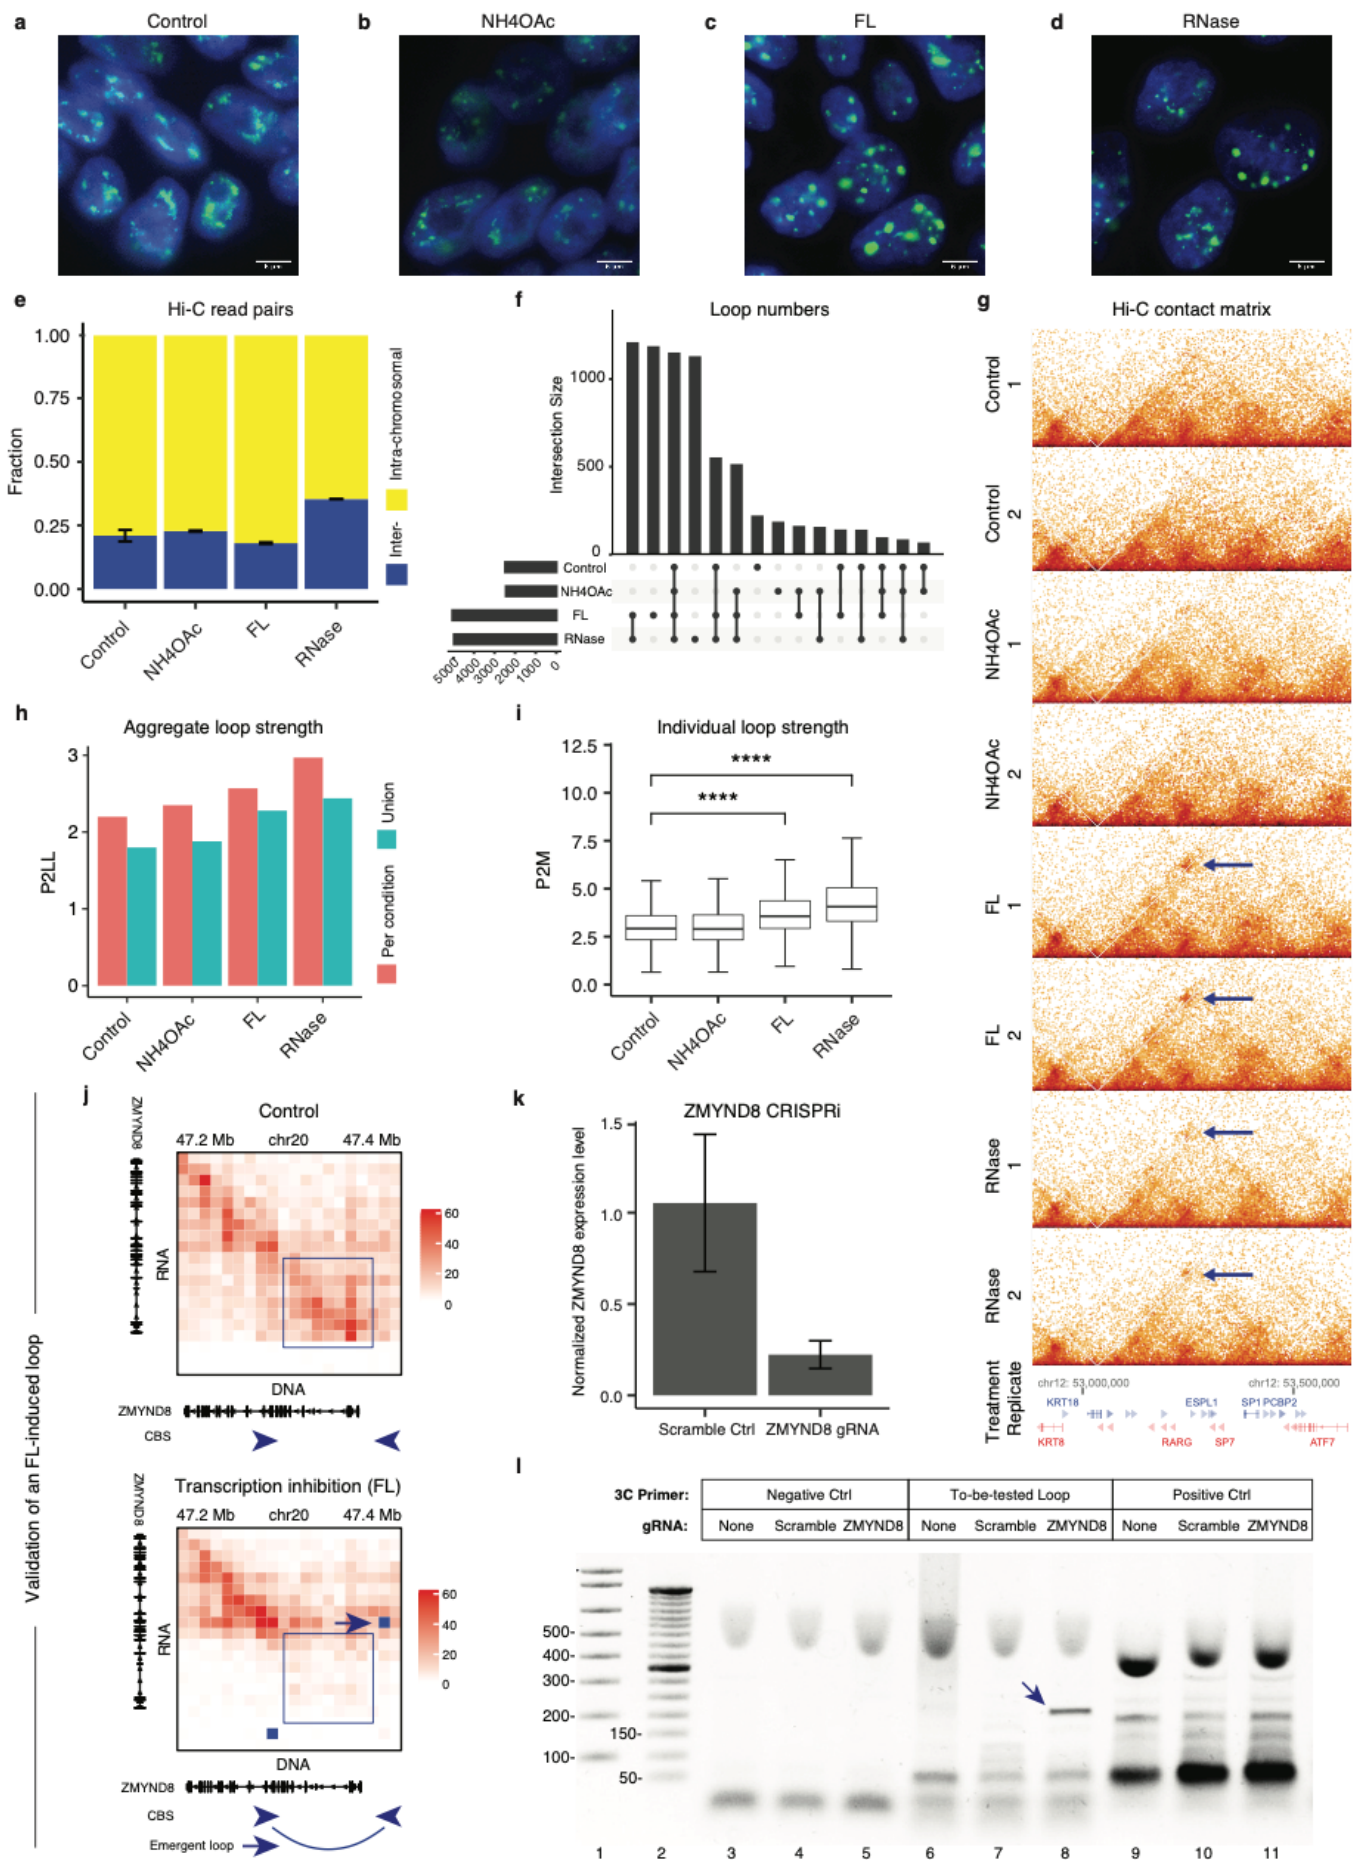 a Control b NH4OAc c FL d RNase
e Hi-C read pairs
Fraction
1.00
0.75
0.50
0.25
0.00
Control NH4OAc FL RNase
Inter- Intra-chromosomal
f Loop numbers
Intersection Size
1000
500
0
Control
NH4OAc
FL
RNase
5000 4000 3000 2000 1000 0
g Hi-C contact matrix
Control 1
Control 2
NH4OAc 1
NH4OAc 2
FL 1
FL 2
RNase 1
RNase 2
Treatment Replicate
chr12: 53,000,000 chr12: 53,500,000
KRT18 ESPL1 SP1 PCBP2
KRT8 RARG SP7 ATF7
h Aggregate loop strength
P2LL
3
2
1
0
Control NH4OAc FL RNase
Per condition Union
i Individual loop strength
P2M
12.5
10.0
7.5
5.0
2.5
0.0
****
****
Control NH4OAc FL RNase
Validation of an FL-induced loop
j Control
47.2 Mb chr20 47.4 Mb
ZMYND8
RNA
60
40
20
0
DNA
ZMYND8
CBS
Transcription inhibition (FL)
47.2 Mb chr20 47.4 Mb
ZMYND8
RNA
60
40
20
0
DNA
ZMYND8
CBS
Emergent loop
k ZMYND8 CRISPRi
Normalized ZMYND8 expression level
1.5
1.0
0.5
0.0
Scramble Ctrl ZMYND8 gRNA
l
3C Primer: Negative Ctrl To-be-tested Loop Positive Ctrl
gRNA: None Scramble ZMYND8 None Scramble ZMYND8 None Scramble ZMYND8
500-
400-
300-
200-
150-
100-
50-
1 2 3 4 5 6 7 8 9 10 11